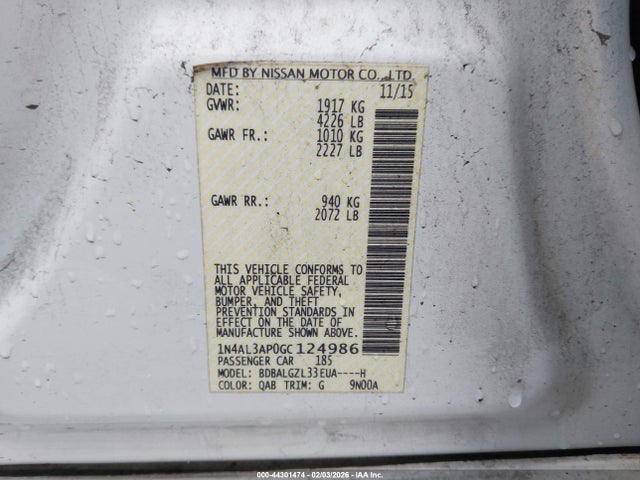 MFD BY NISSAN MOTOR CO., LTD.
DATE: 11/15
GVWR: 1917 KG
4226 LB
GAWR FR.: 1010 KG
2227 LB
GAWR RR.: 940 KG
2072 LB
THIS VEHICLE CONFORMS TO
ALL APPLICABLE FEDERAL
MOTOR VEHICLE SAFETY,
BUMPER, AND THEFT
PREVENTION STANDARDS IN
EFFECT ON THE DATE OF
MANUFACTURE SHOWN ABOVE.
1N4AL3AP0GC124986
PASSENGER CAR 185
MODEL: BDBALGZL33EUA----H
COLOR: QAB TRIM: G 9N00A
000-44301474 - 02/03/2026 - IAA Inc.